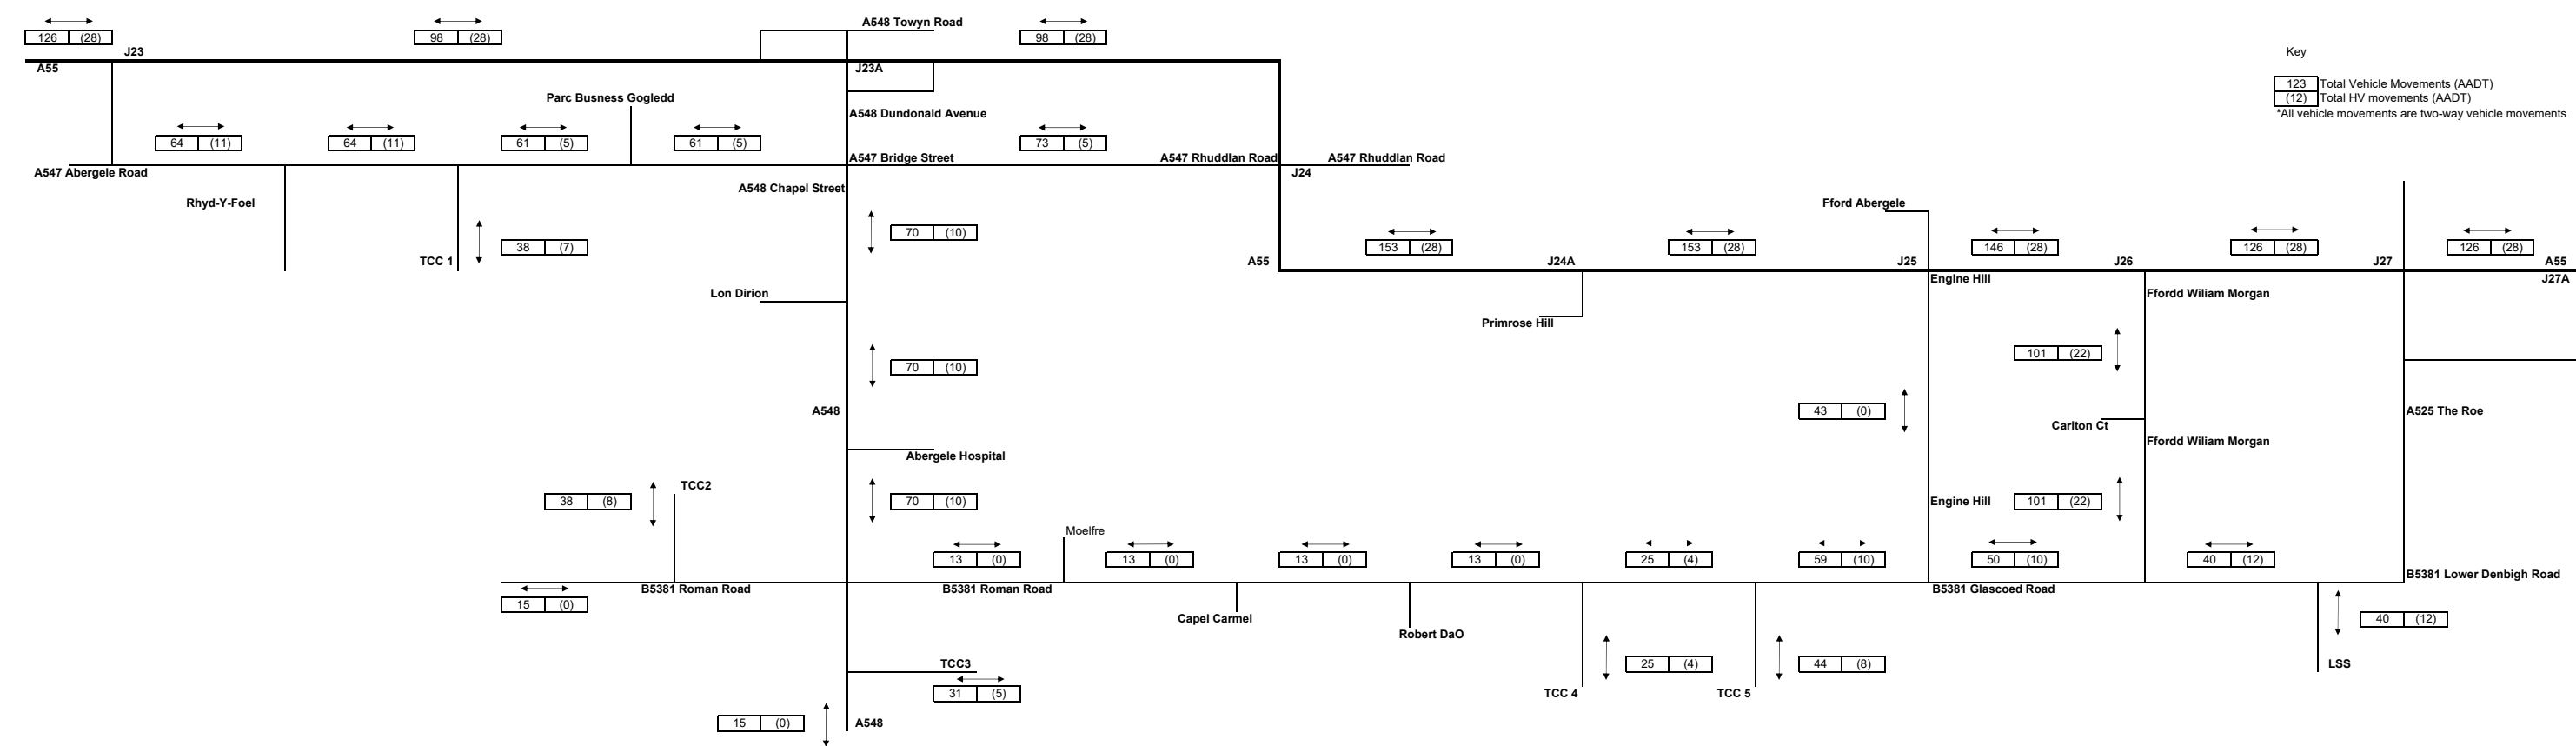 A548 Towyn Road
126 (28)
98 (28)
98 (28)
J23
Key
A55
J23A
123 Total Vehicle Movements (AADT)
(12) Total HV movements (AADT)
*All vehicle movements are two-way vehicle movements
Parc Busness Gogledd
A548 Dundonald Avenue
64 (11)
64 (11)
61 (5)
61 (5)
73 (5)
A547 Bridge Street
A547 Rhuddlan Road
A547 Rhuddlan Road
A547 Abergele Road
J24
A548 Chapel Street
Rhyd-Y-Foel
Fford Abergele
70 (10)
38 (7)
153 (28)
153 (28)
146 (28)
126 (28)
126 (28)
TCC 1
A55
J24A
J25
J26
J27
A55
Engine Hill
J27A
Lon Dirion
Ffordd Wiliam Morgan
Primrose Hill
101 (22)
70 (10)
A548
43 (0)
A525 The Roe
Carlton Ct
Ffordd Wiliam Morgan
Abergele Hospital
TCC2
38 (8)
70 (10)
Engine Hill
101 (22)
Moelfre
13 (0)
13 (0)
13 (0)
13 (0)
25 (4)
59 (10)
50 (10)
40 (12)
B5381 Lower Denbigh Road
B5381 Roman Road
B5381 Roman Road
B5381 Glascoed Road
15 (0)
Capel Carmel
40 (12)
Robert DaO
TCC3
25 (4)
44 (8)
LSS
31 (5)
TCC 4
TCC 5
15 (0)
A548